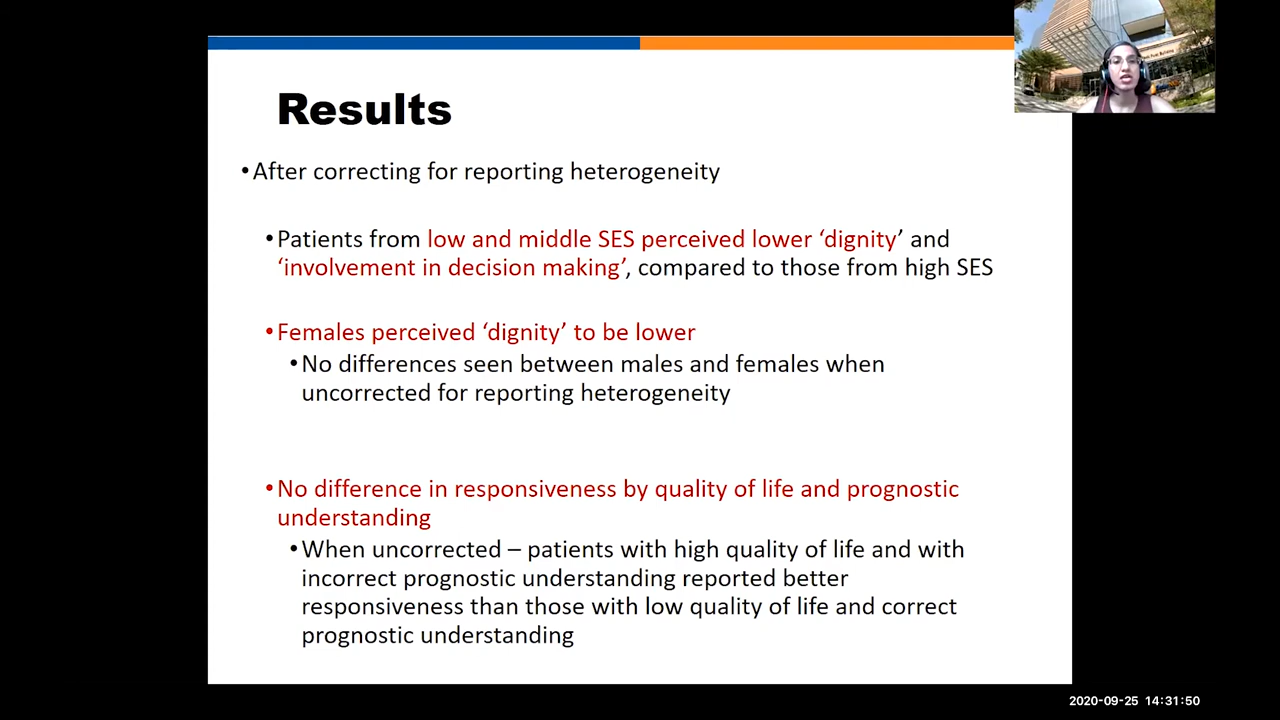 Results
•After correcting for reporting heterogeneity
•Patients from low and middle SES perceived lower ‘dignity’ and
‘involvement in decision making’, compared to those from high SES
•Females perceived ‘dignity’ to be lower
•No differences seen between males and females when
uncorrected for reporting heterogeneity
•No difference in responsiveness by quality of life and prognostic
understanding
•When uncorrected – patients with high quality of life and with
incorrect prognostic understanding reported better
responsiveness than those with low quality of life and correct
prognostic understanding
2020-09-25 14:31:50